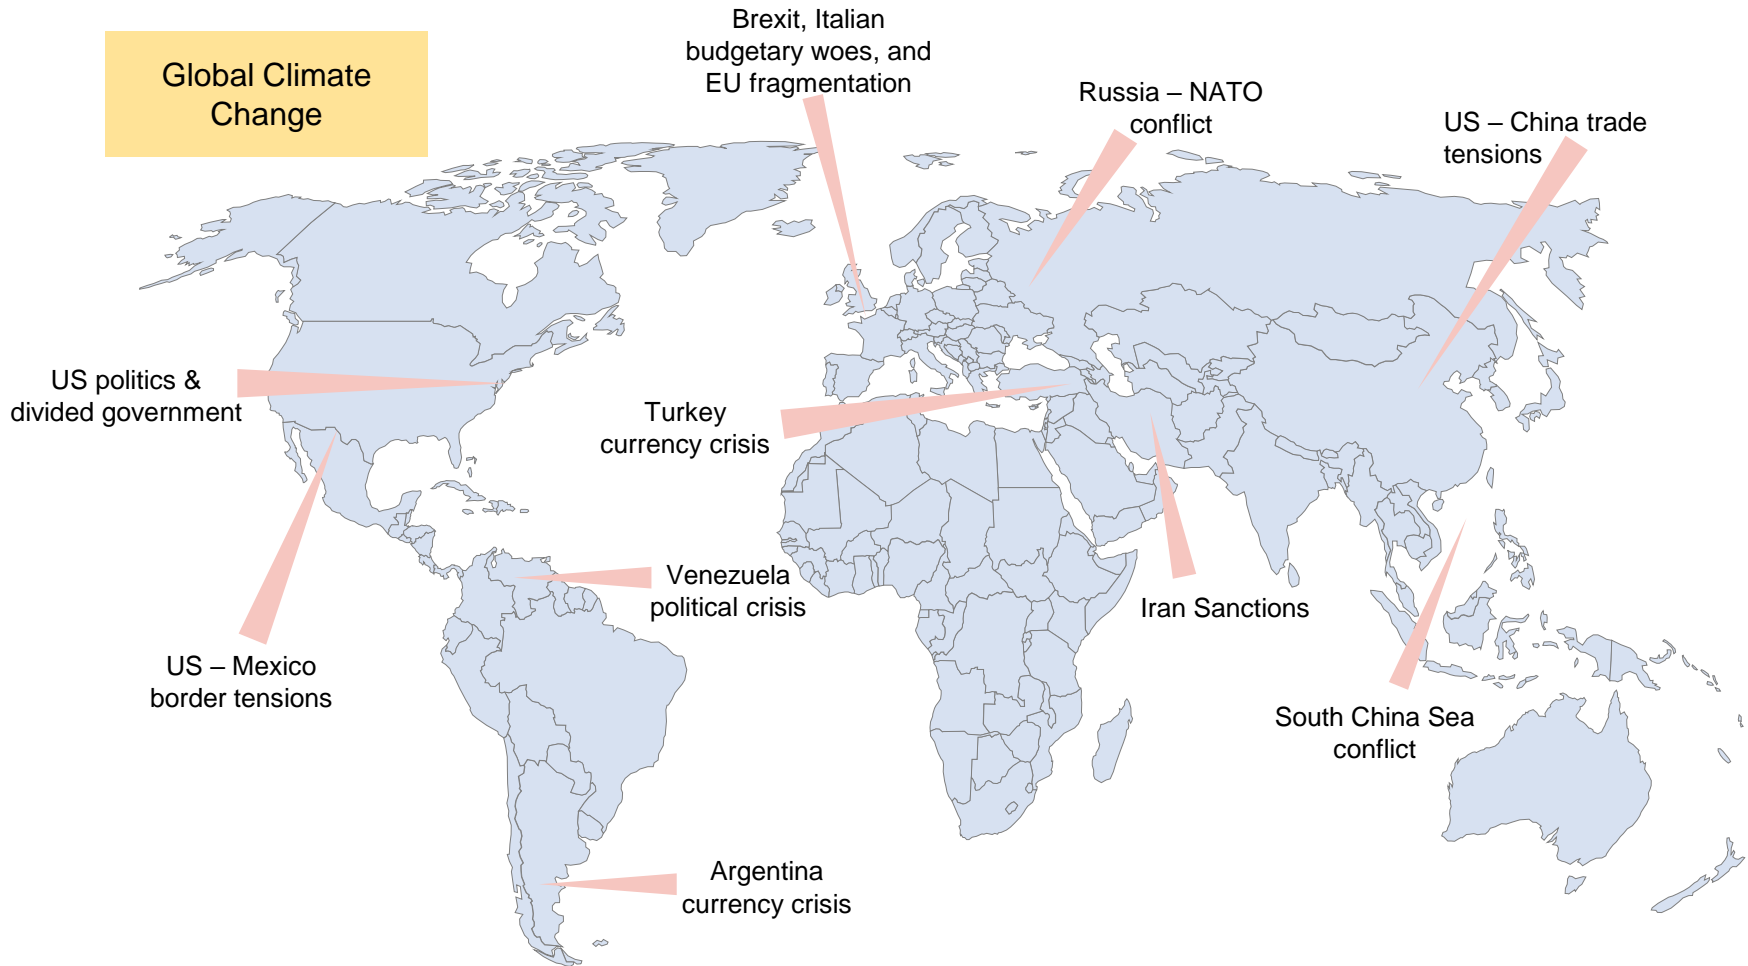 Global Climate
Change
Brexit, Italian
budgetary woes, and
EU fragmentation
Russia – NATO
conflict
US – China trade
tensions
US politics &
divided government
Turkey
currency crisis
Venezuela
political crisis
Iran Sanctions
US – Mexico
border tensions
South China Sea
conflict
Argentina
currency crisis